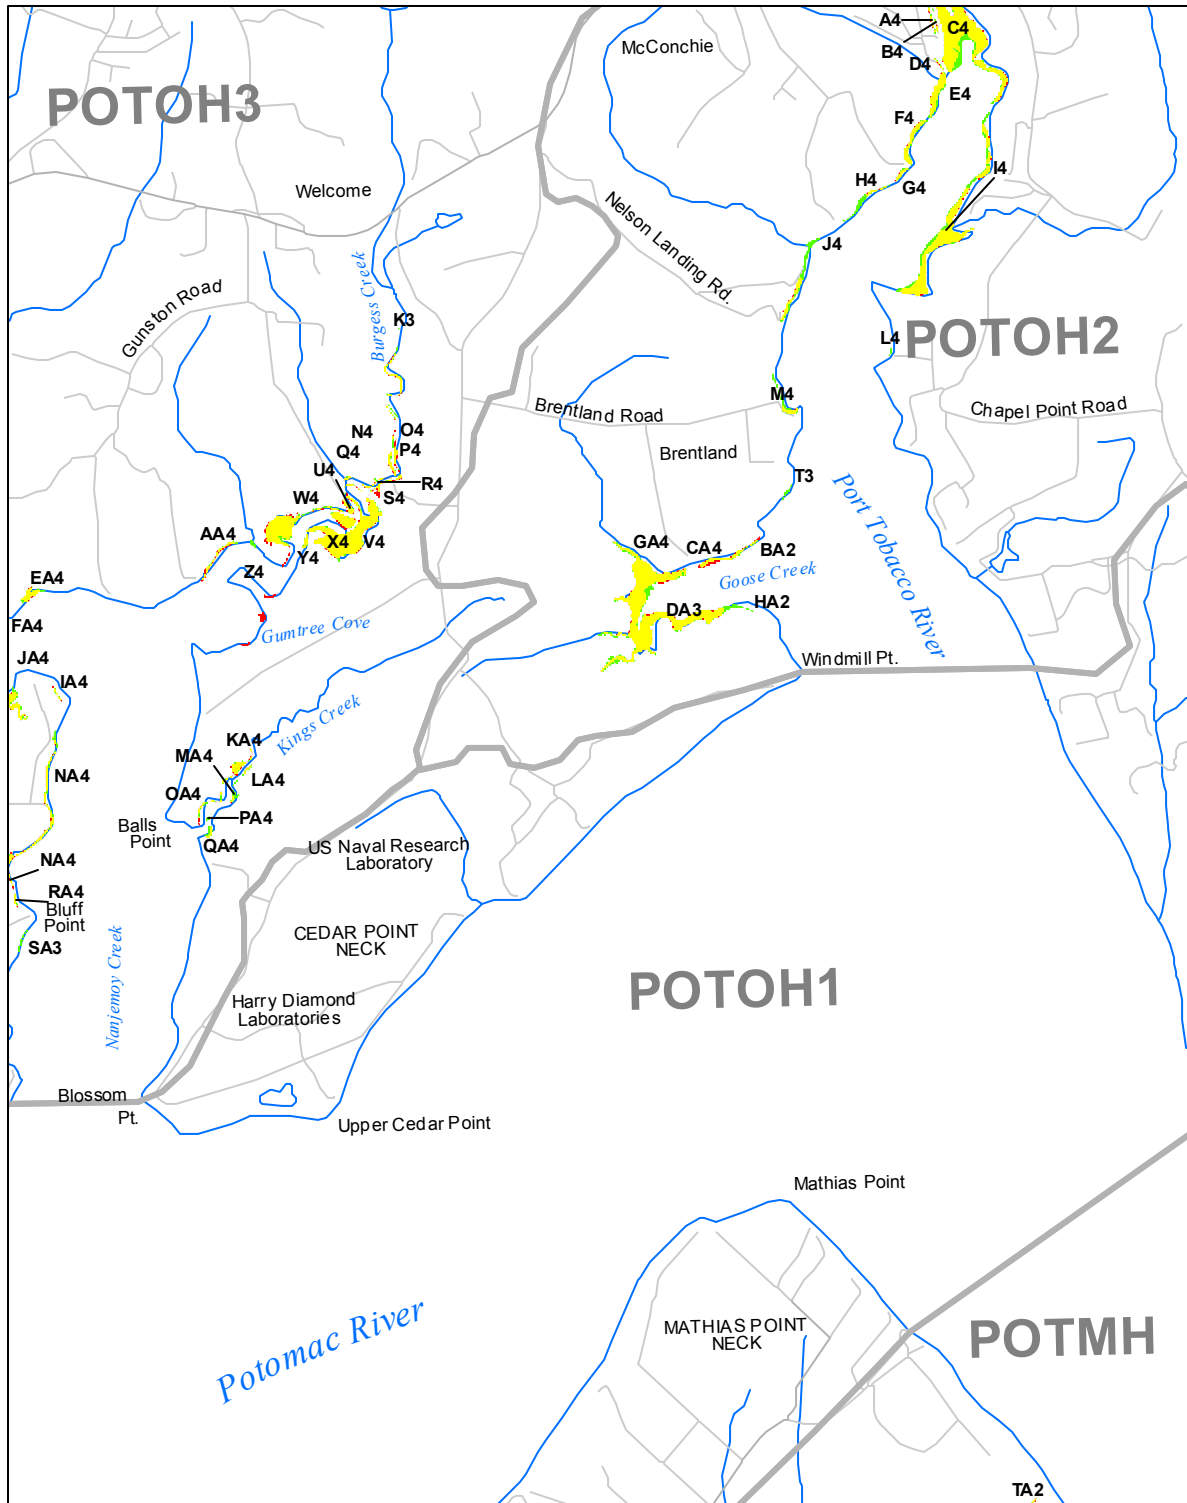 A4
C4
McConchie
B4
D4
POTOH3
E4
F4
I4
Welcome
H4
G4
Nelson Landing Rd.
J4
Burgess Creek
Gunston Road
K3
L4
POTOH2
M4
Brentland Road
Chapel Point Road
N4
O4
Q4
P4
Brentland
U4
R4
T3
W4
S4
Port Tobacco River
AA4
X4
V4
GA4
CA4
BA2
Y4
Z4
Goose Creek
EA4
DA3
HA2
FA4
Gumtree Cove
JA4
Windmill Pt.
IA4
Kings Creek
KA4
MA4
NA4
LA4
OA4
PA4
Balls
Point
QA4
US Naval Research
Laboratory
NA4
RA4
Bluff
Point
SA3
CEDAR POINT
NECK
Nanjemoy Creek
POTOH1
Harry Diamond
Laboratories
Blossom
Pt.
Upper Cedar Point
Mathias Point
Potomac River
MATHIAS POINT
NECK
POTMH
TA2